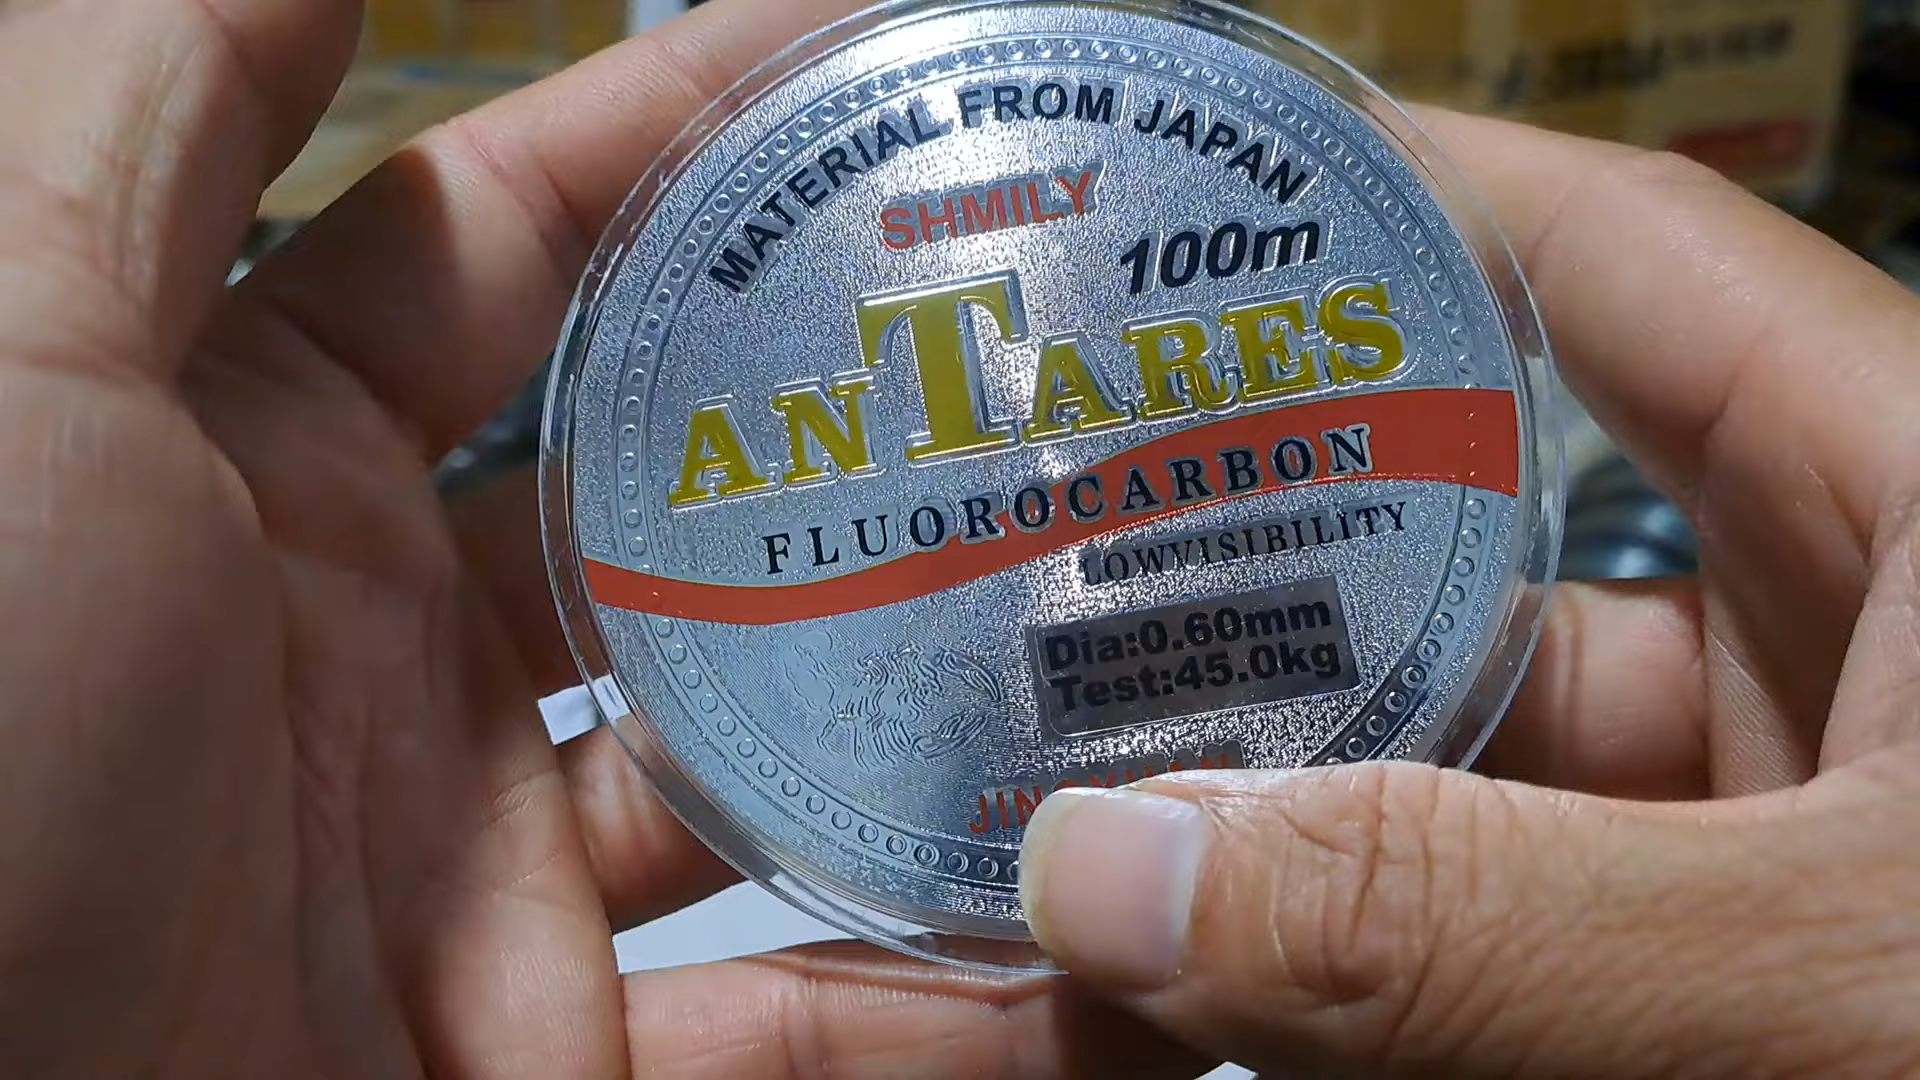 MATERIAL FROM JAPAN
SHMILY
100m
ANTARES
FLUOROCARBON
LOWVISIBILITY
Dia:0.60mm
Test:45.0kg